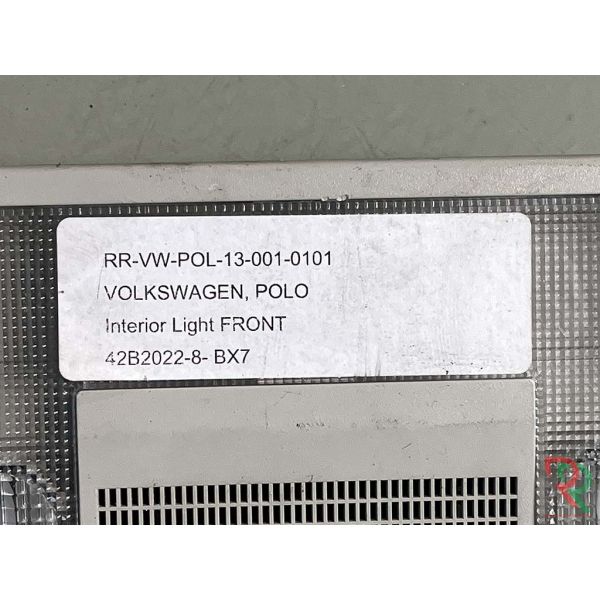 RR-VW-POL-13-001-0101
VOLKSWAGEN, POLO
Interior Light FRONT
42B2022-8- BX7